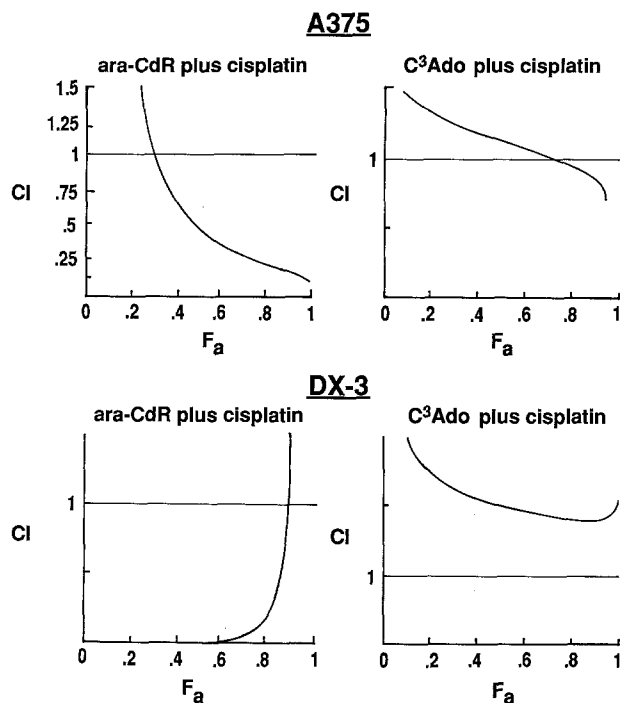 A375
ara-CdR plus cisplatin
1.5
1.25
1
CI
.75
.5
.25
0 .2 .4 .6 .8 1
Fa
C³Ado plus cisplatin
1
CI
0 .2 .4 .6 .8 1
Fa
DX-3
ara-CdR plus cisplatin
1
CI
0 .2 .4 .6 .8 1
Fa
C³Ado plus cisplatin
CI
1
0 .2 .4 .6 .8 1
Fa